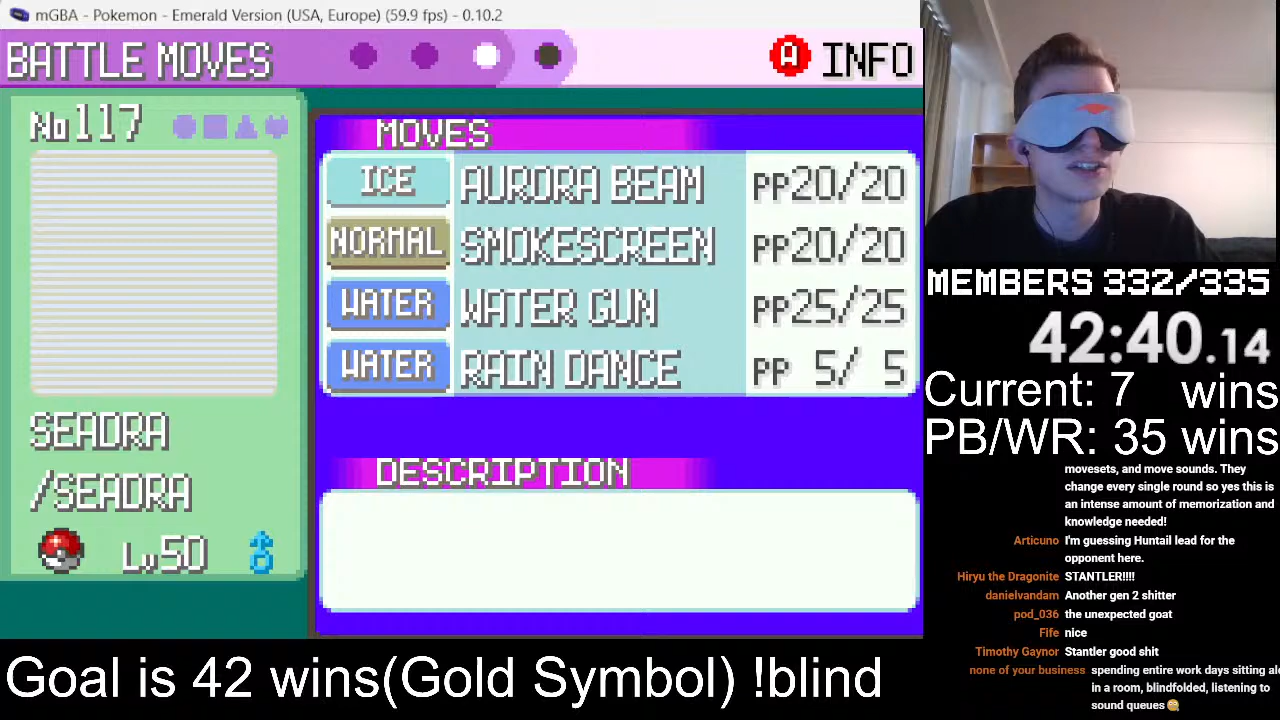 mGBA - Pokemon - Emerald Version (USA, Europe) (59.9 fps) - 0.10.2
BATTLE MOVES
A INFO
No117
MOVES
ICE AURORA BEAM PP20/20
NORMAL SMOKESCREEN PP20/20
WATER WATER GUN PP25/25
WATER RAIN DANCE PP 5/ 5
SEADRA
/SEADRA
Lv50 ♂
DESCRIPTION
MEMBERS 332/335
42:40.14
Current: 7 wins
PB/WR: 35 wins
movesets, and move sounds. They
change every single round so yes this is
an intense amount of memorization and
knowledge needed!
Articuno I'm guessing Huntail lead for the
opponent here.
Hiryu the Dragonite STANTLER!!!!
danielvandam Another gen 2 shitter
pod_036 the unexpected goat
Fife nice
Timothy Gaynor Stantler good shit
none of your business spending entire work days sitting al
in a room, blindfolded, listening to
sound queues
Goal is 42 wins(Gold Symbol) !blind